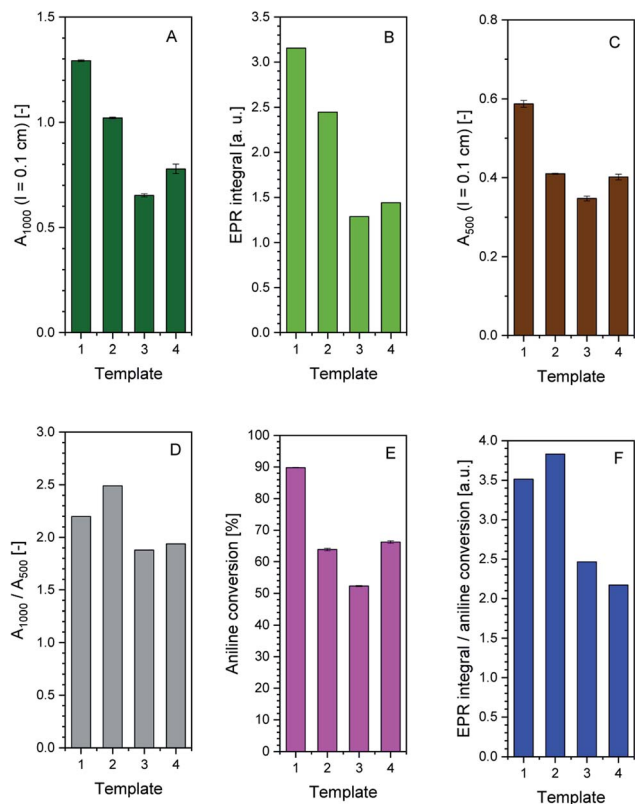 A
A1000 (l = 0.1 cm) [-]
1.5
1.0
0.5
0.0
1 2 3 4
Template
B
EPR integral [a. u.]
3.5
3.0
2.5
2.0
1.5
1.0
0.5
0.0
1 2 3 4
Template
C
A500 (l = 0.1 cm) [-]
0.8
0.6
0.4
0.2
0.0
1 2 3 4
Template
D
A1000 / A500 [-]
3.0
2.5
2.0
1.5
1.0
0.5
0.0
1 2 3 4
Template
E
Aniline conversion [%]
100
90
80
70
60
50
40
30
20
10
0
1 2 3 4
Template
F
EPR integral / aniline conversion [a.u.]
4.0
3.5
3.0
2.5
2.0
1.5
1.0
0.5
0.0
1 2 3 4
Template